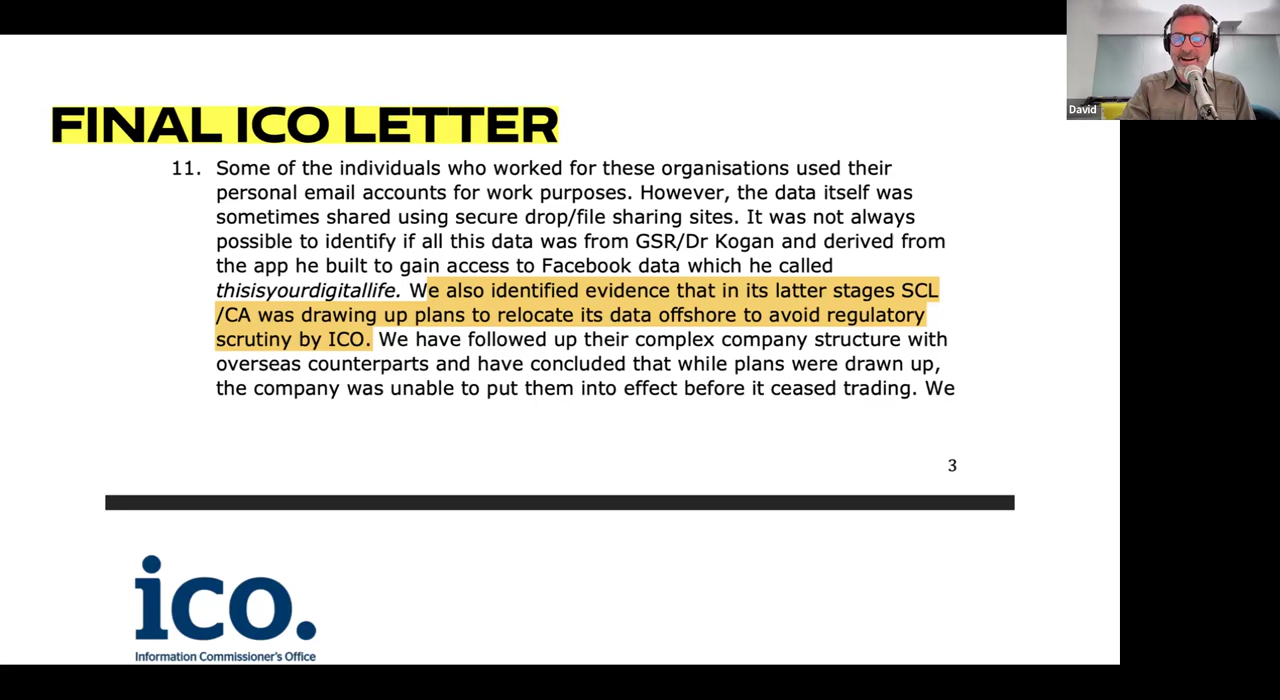 David
FINAL ICO LETTER
11. Some of the individuals who worked for these organisations used their
personal email accounts for work purposes. However, the data itself was
sometimes shared using secure drop/file sharing sites. It was not always
possible to identify if all this data was from GSR/Dr Kogan and derived from
the app he built to gain access to Facebook data which he called
thisisyourdigitallife. We also identified evidence that in its latter stages SCL
/CA was drawing up plans to relocate its data offshore to avoid regulatory
scrutiny by ICO. We have followed up their complex company structure with
overseas counterparts and have concluded that while plans were drawn up,
the company was unable to put them into effect before it ceased trading. We
3
ico.
Information Commissioner's Office